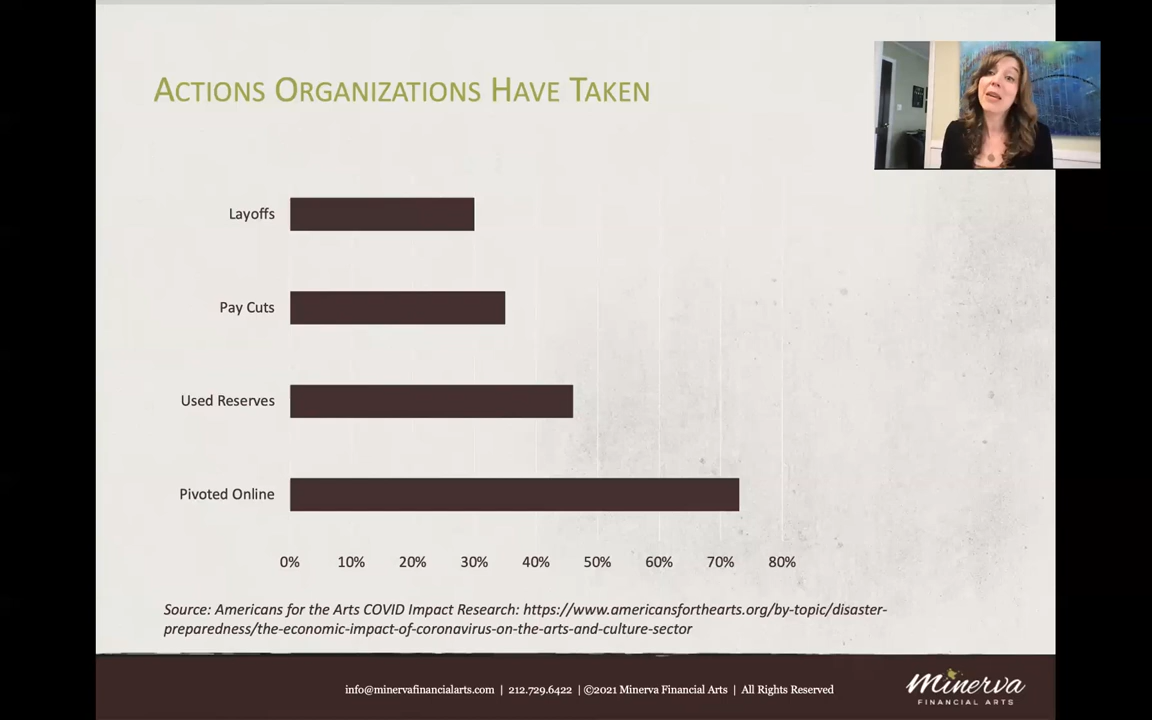 Actions Organizations Have Taken
Layoffs
Pay Cuts
Used Reserves
Pivoted Online
0% 10% 20% 30% 40% 50% 60% 70% 80%
Source: Americans for the Arts COVID Impact Research: https://www.americansforthearts.org/by-topic/disaster-
preparedness/the-economic-impact-of-coronavirus-on-the-arts-and-culture-sector
info@minervafinancialarts.com | 212.729.6422 | ©2021 Minerva Financial Arts | All Rights Reserved
Minerva
FINANCIAL ARTS